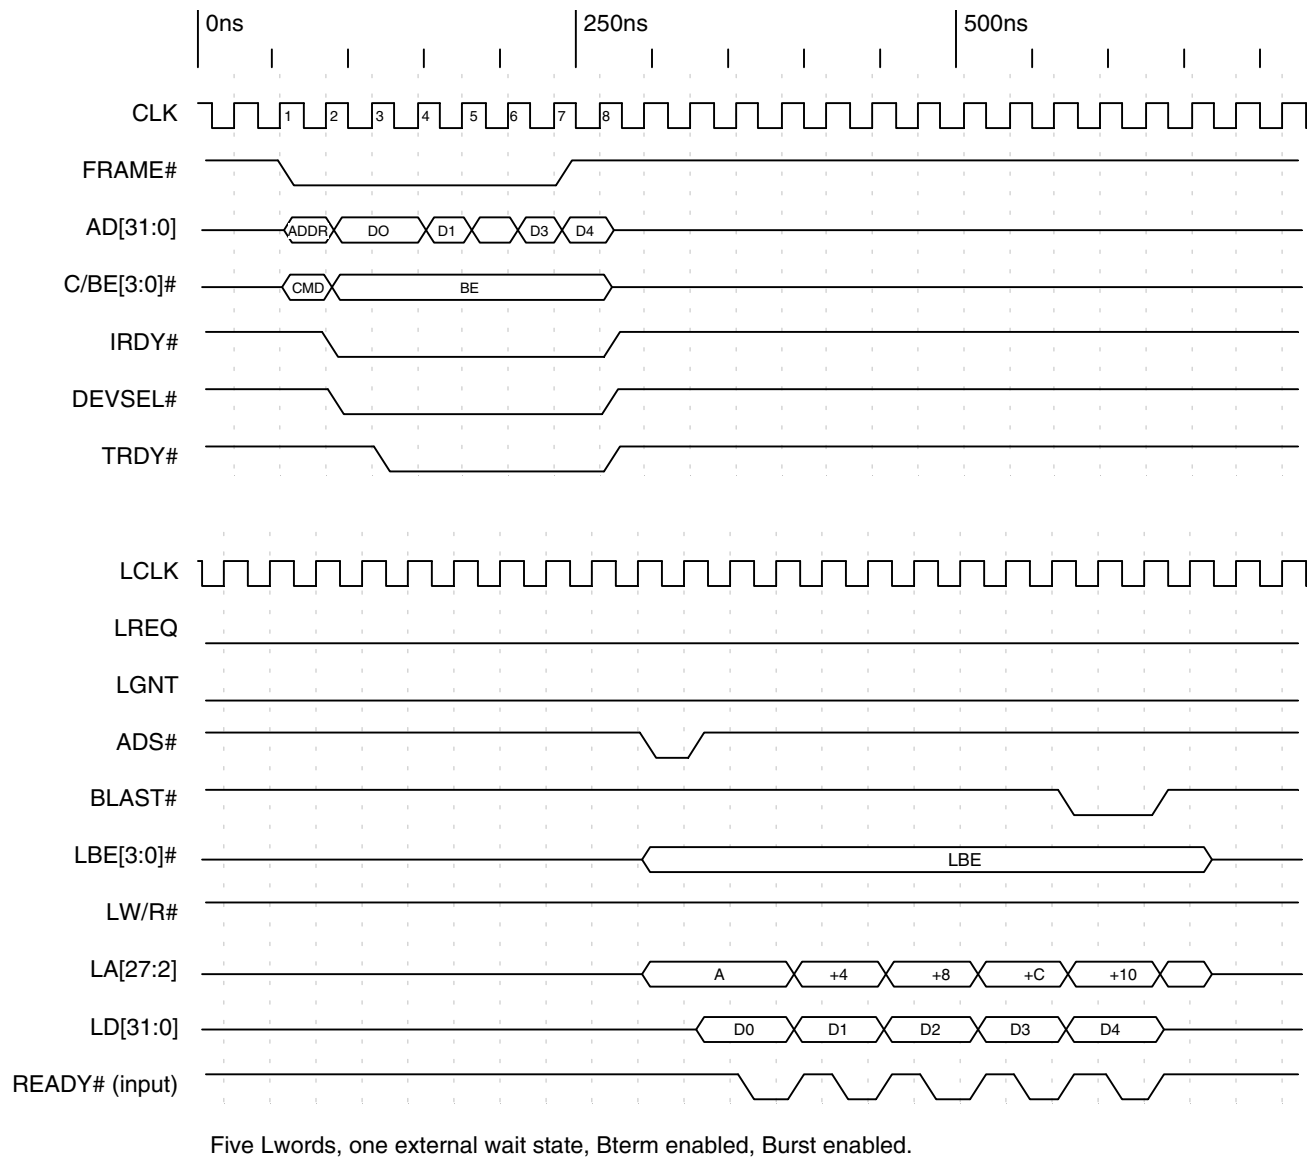 0ns 250ns 500ns
CLK 1 2 3 4 5 6 7 8
FRAME#
AD[31:0] ADDR DO D1 D3 D4
C/BE[3:0]# CMD BE
IRDY#
DEVSEL#
TRDY#
LCLK
LREQ
LGNT
ADS#
BLAST#
LBE[3:0]# LBE
LW/R#
LA[27:2] A +4 +8 +C +10
LD[31:0] D0 D1 D2 D3 D4
READY# (input)
Five Lwords, one external wait state, Bterm enabled, Burst enabled.